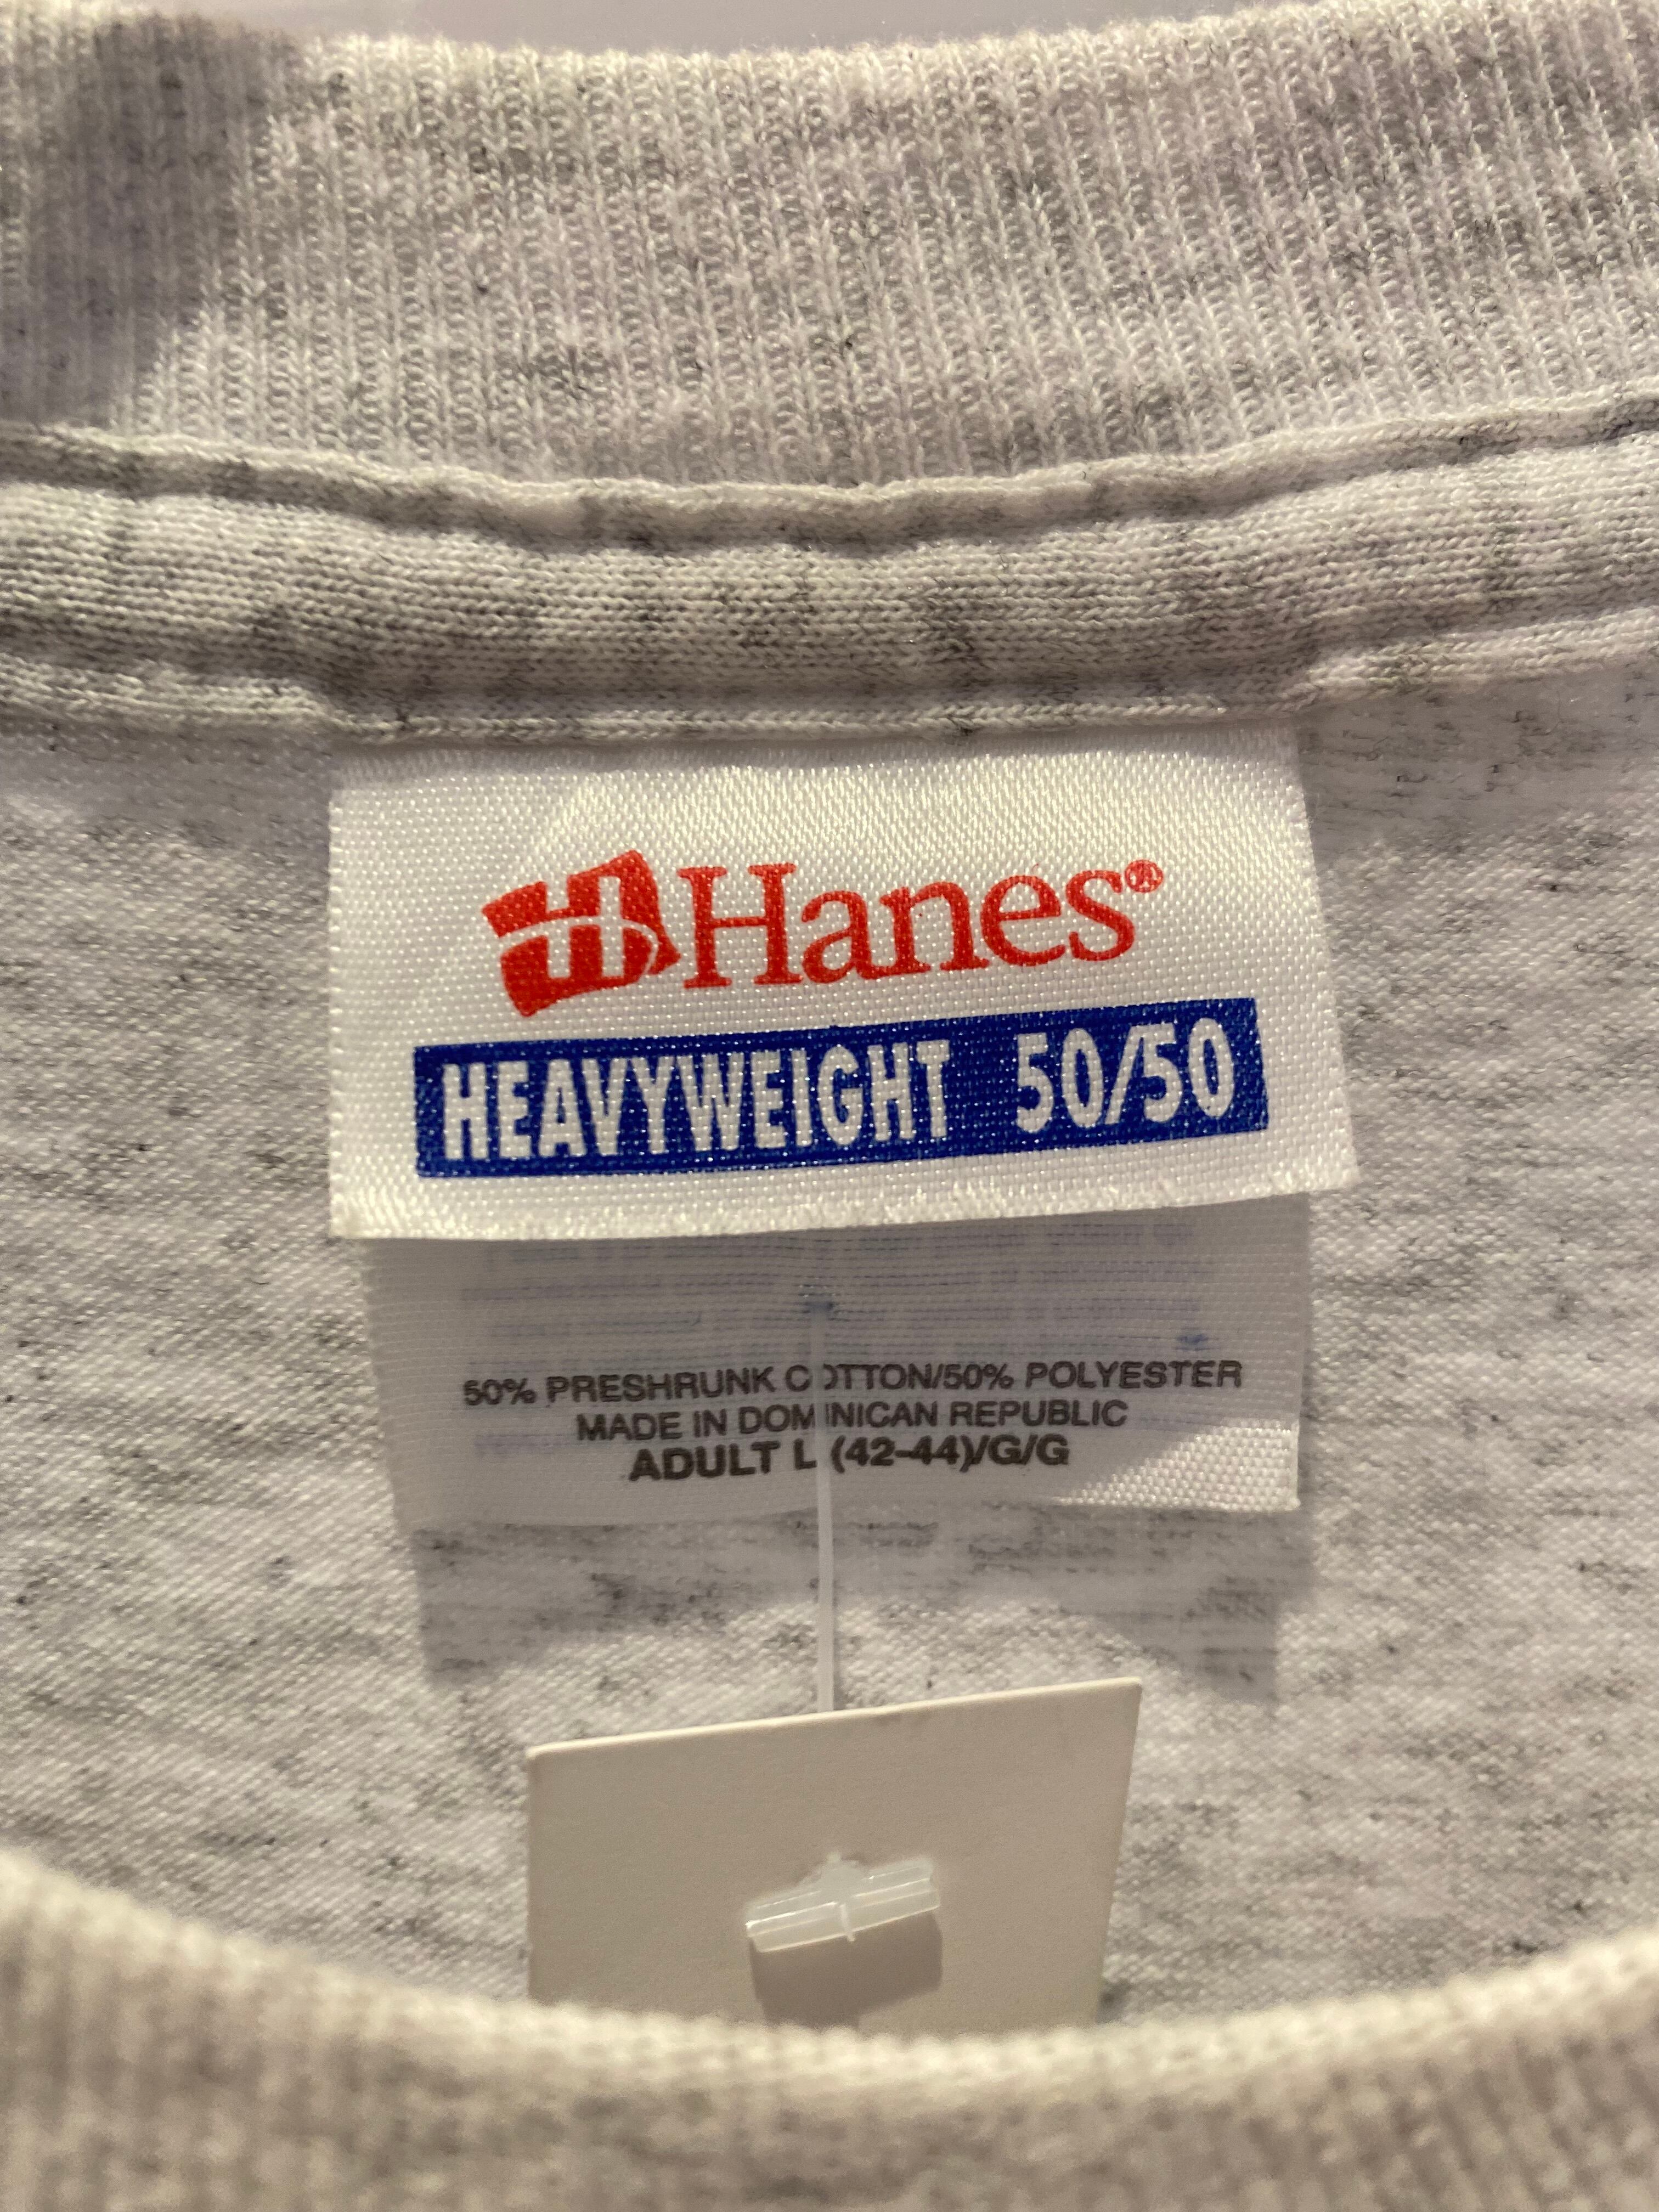 Hanes®
HEAVYWEIGHT 50/50
50% PRESHRUNK COTTON/50% POLYESTER
MADE IN DOMINICAN REPUBLIC
ADULT L (42-44)/G/G